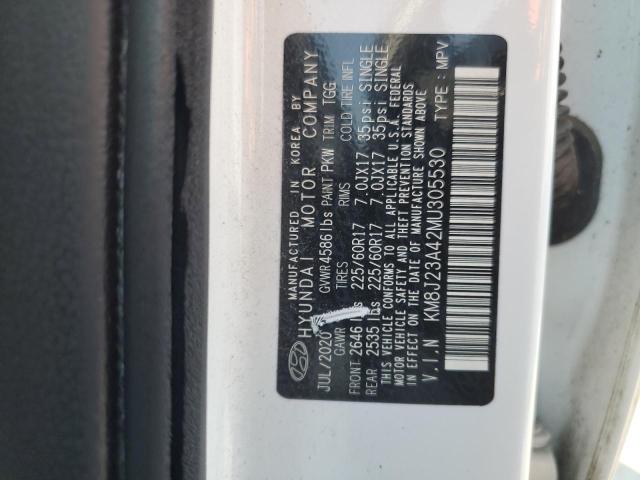 MANUFACTURED IN KOREA BY
HYUNDAI MOTOR COMPANY
JUL/2020 GVWR 4586 lbs PAINT PKW TRIM TGG
GAWR TIRES RIMS COLD TIRE INFL
FRONT 2646 lbs 225/60R17 7.0JX17 35psi SINGLE
REAR 2535 lbs 225/60R17 7.0JX17 35psi SINGLE
THIS VEHICLE CONFORMS TO ALL APPLICABLE U.S.A. FEDERAL
MOTOR VEHICLE SAFETY AND THEFT PREVENTION STANDARDS
IN EFFECT ON THE DATE OF MANUFACTURE SHOWN ABOVE
V.I.N KM8J23A42MU305530 TYPE : MPV